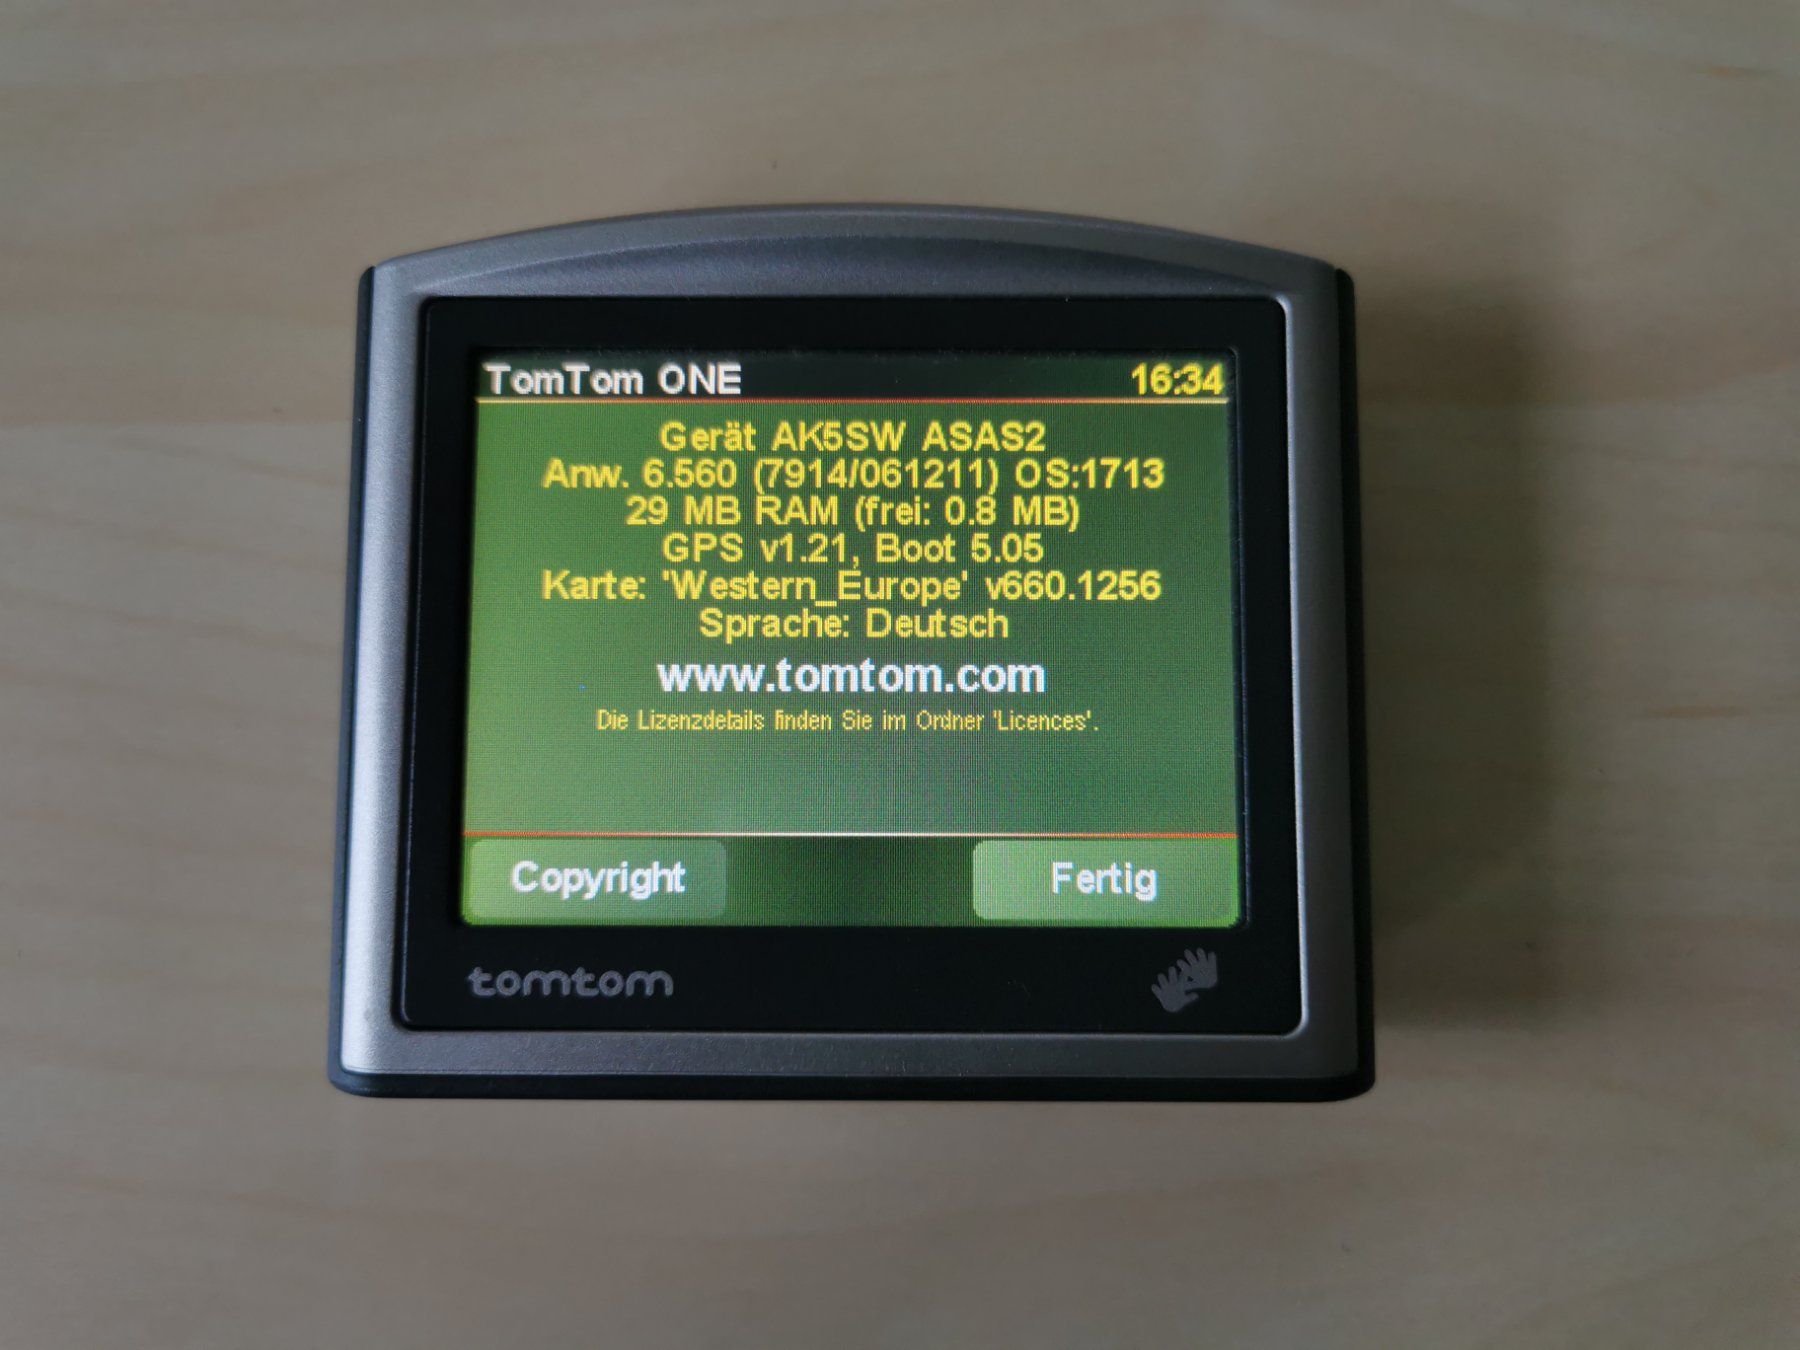 TomTom ONE 16:34
Gerät AK5SW ASAS2
Anw. 6.560 (7914/061211) OS:1713
29 MB RAM (frei: 0.8 MB)
GPS v1.21, Boot 5.05
Karte: 'Western_Europe' v660.1256
Sprache: Deutsch
www.tomtom.com
Die Lizenzdetails finden Sie im Ordner 'Licences'.
Copyright Fertig
tomtom